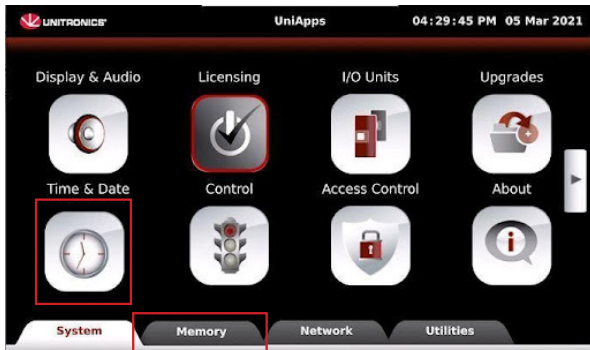 UNITRONICS® UniApps 04:29:45 PM 05 Mar 2021
Display & Audio Licensing I/O Units Upgrades
Time & Date Control Access Control About
System Memory Network Utilities